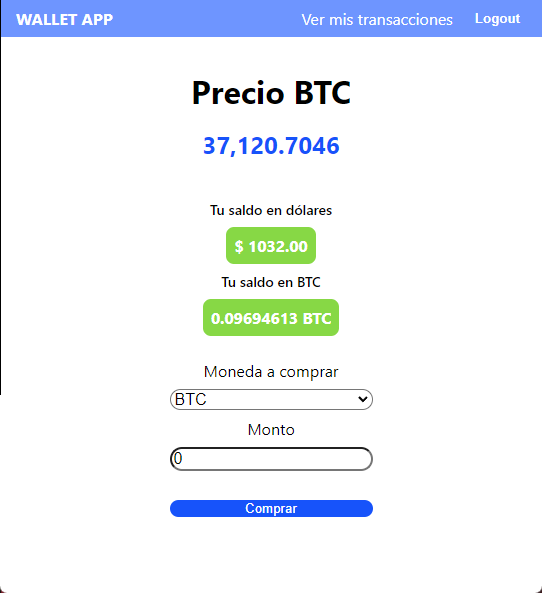 WALLET APP Ver mis transacciones Logout
Precio BTC
37,120.7046
Tu saldo en dólares
$ 1032.00
Tu saldo en BTC
0.09694613 BTC
Moneda a comprar
BTC
Monto
0
Comprar